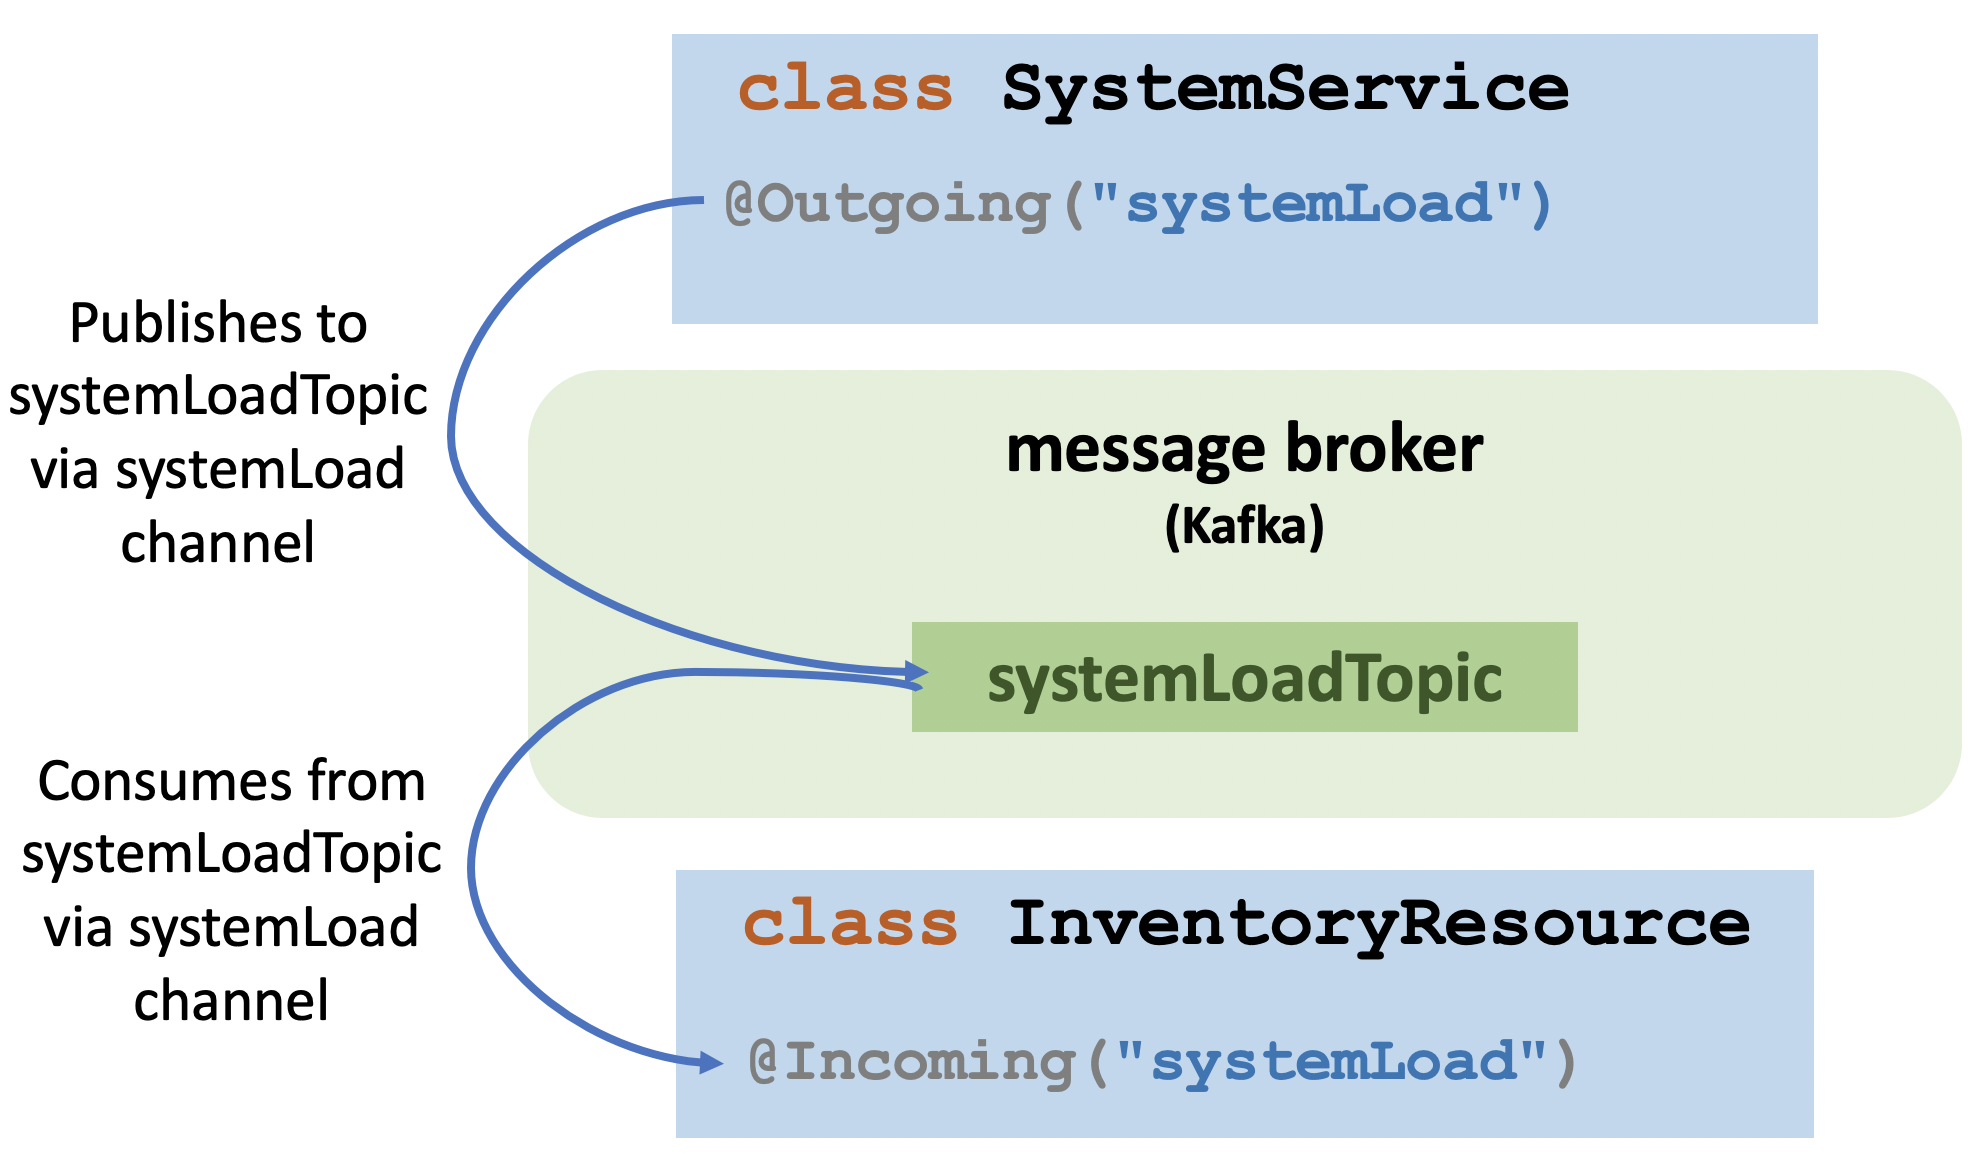 class SystemService
@Outgoing("systemLoad")
Publishes to
systemLoadTopic
via systemLoad
channel
message broker
(Kafka)
systemLoadTopic
Consumes from
systemLoadTopic
via systemLoad
channel
class InventoryResource
@Incoming("systemLoad")